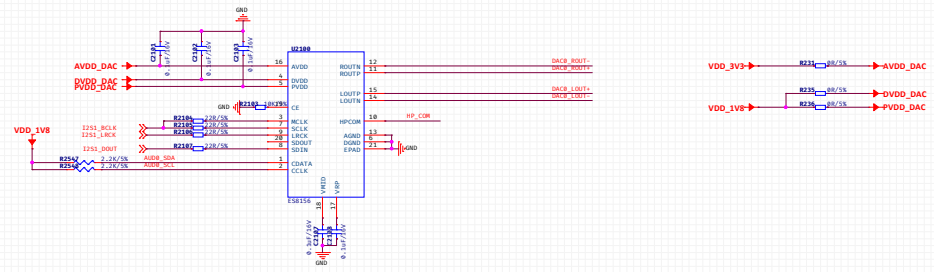 GND
U2100
C2101
0.1uF/16V
C2102
0.1uF/16V
C2103
0.1uF/16V
AVDD_DAC
DVDD_DAC
PVDD_DAC
16 AVDD
4 DVDD
5 PVDD
GND
CE
7 MCLK
3 SCLK
9 LRCK
20 SDOUT
8 SDIN
1 CDATA
2 CCLK
R2104 22R/5%
R2105 22R/5%
R2106 22R/5%
R2107 22R/5%
I2S1_BCLK
I2S1_LRCK
I2S1_DOUT
VDD_1V8
2.2K/5%
2.2K/5%
R2547
AUD0_SDA
AUD0_SCL
ROUTN 12
ROUTP 11
LOUTP 15
LOUTN 14
HPCOM 10
AGND 13
DGND 6
EPAD 21
DAC0_ROUT-
DAC0_ROUT+
DAC0_LOUT+
DAC0_LOUT-
HP_COM
GND
VMID
VRP
18
17
ES8156
0.1uF/16V
0.1uF/16V
GND
VDD_3V3
R231 0R/5%
AVDD_DAC
R235 0R/5%
DVDD_DAC
VDD_1V8
R236 0R/5%
PVDD_DAC